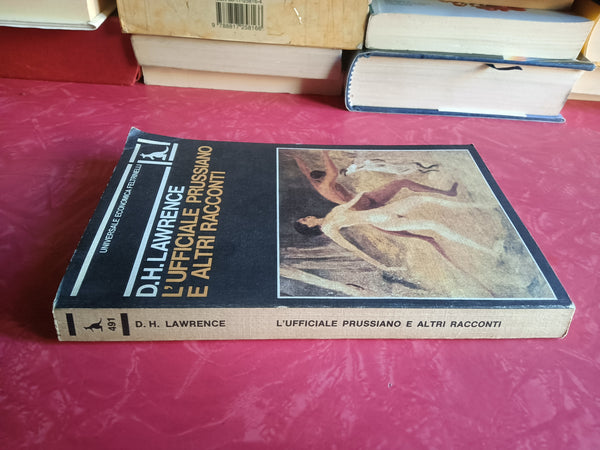 UNIVERSALE ECONOMICA FELTRINELLI
D.H. LAWRENCE
L'UFFICIALE PRUSSIANO
E ALTRI RACCONTI
491
D. H. LAWRENCE
L'UFFICIALE PRUSSIANO E ALTRI RACCONTI